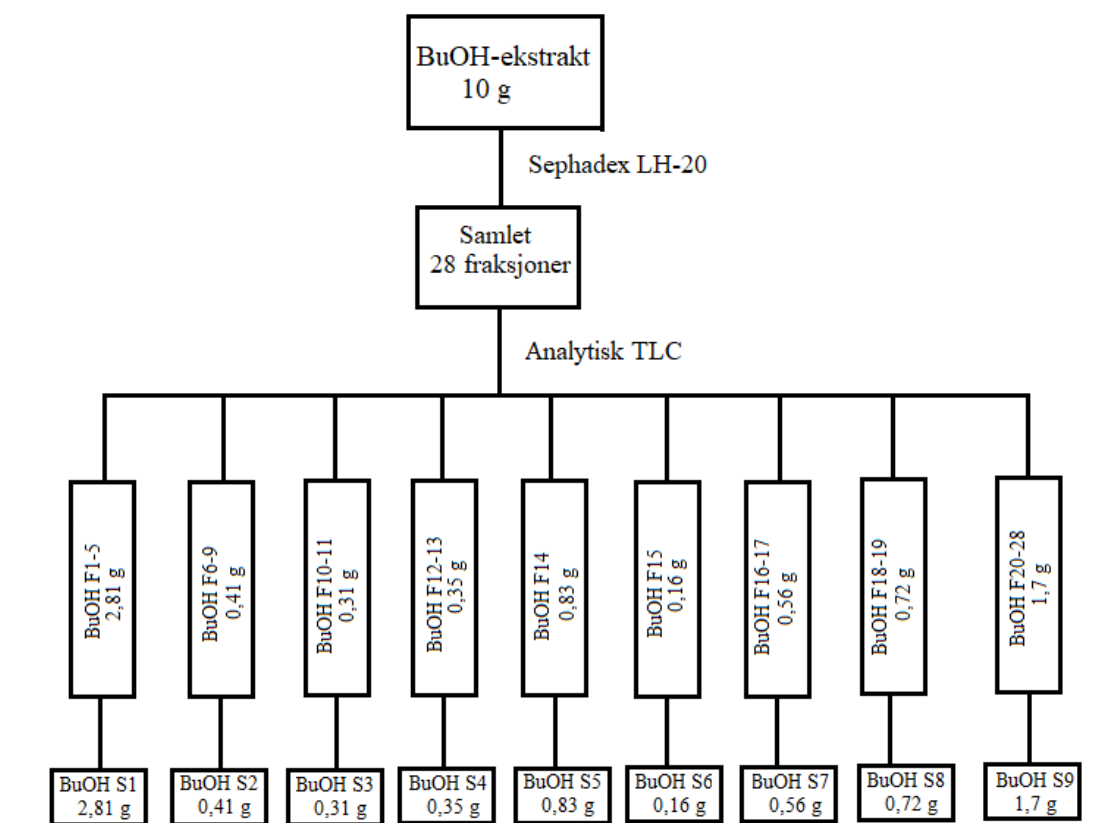 BuOH-ekstrakt
10 g
Sephadex LH-20
Samlet
28 fraksjoner
Analytisk TLC
BuOH F1-5
2,81 g
BuOH F6-9
0,41 g
BuOH F10-11
0,31 g
BuOH F12-13
0,35 g
BuOH F14
0,83 g
BuOH F15
0,16 g
BuOH F16-17
0,56 g
BuOH F18-19
0,72 g
BuOH F20-28
1,7 g
BuOH S1
2,81 g
BuOH S2
0,41 g
BuOH S3
0,31 g
BuOH S4
0,35 g
BuOH S5
0,83 g
BuOH S6
0,16 g
BuOH S7
0,56 g
BuOH S8
0,72 g
BuOH S9
1,7 g